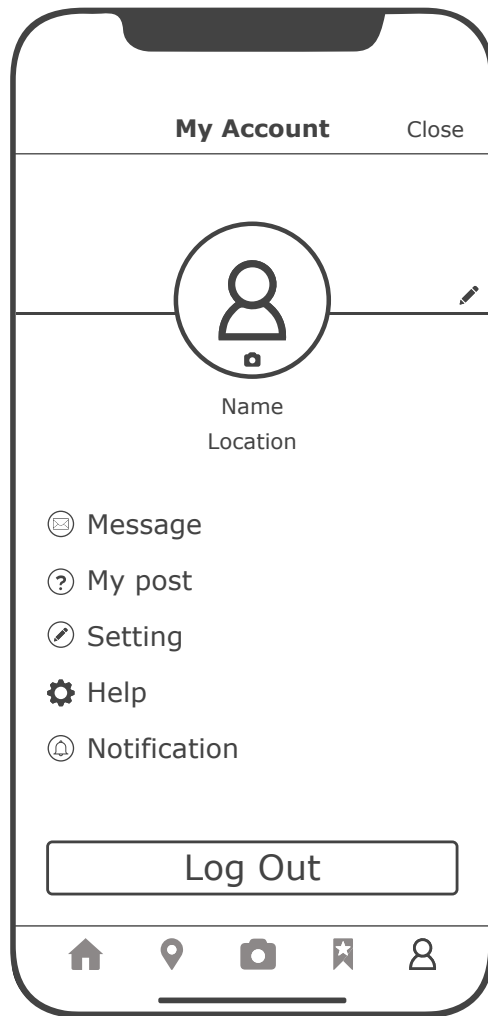 My Account
Close
Name
Location
Message
? My post
Setting
Help
Notification
Log Out